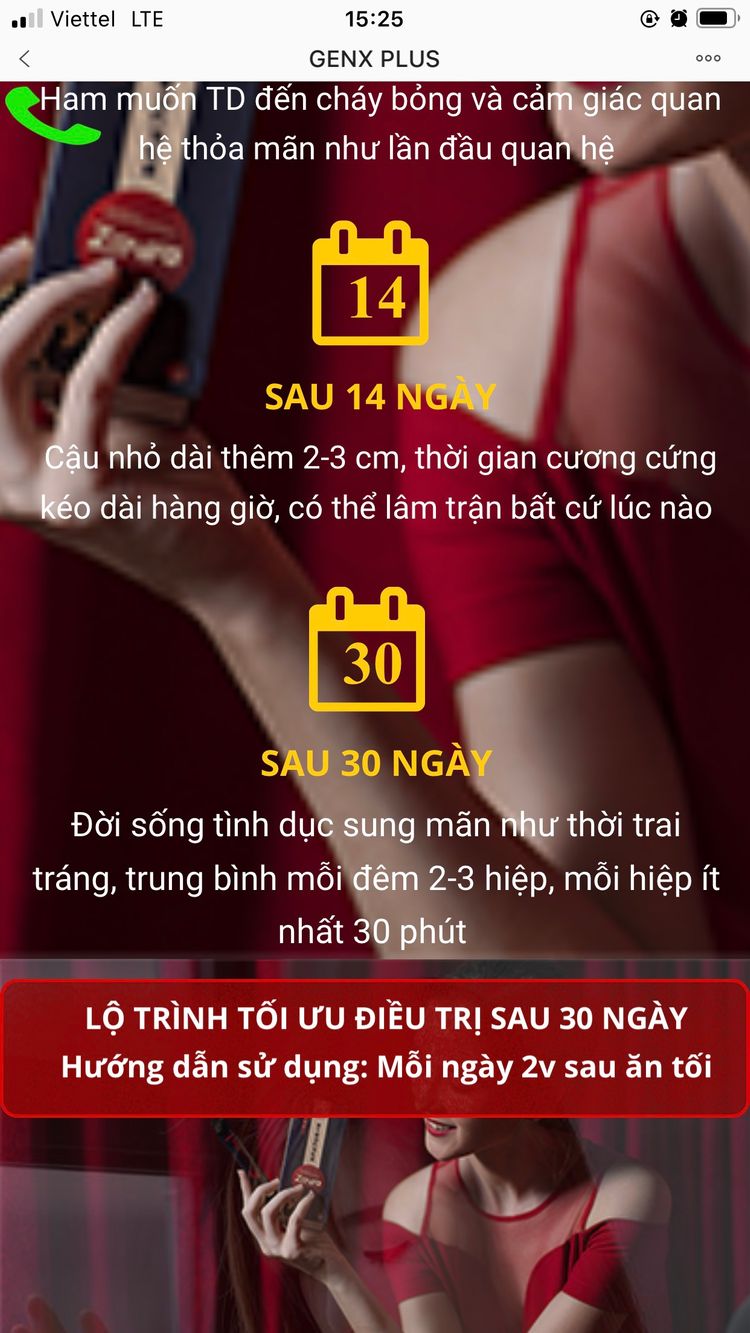 Viettel LTE 15:25
GENX PLUS
Ham muốn TD đến cháy bỏng và cảm giác quan
hệ thỏa mãn như lần đầu quan hệ
14
SAU 14 NGÀY
Cậu nhỏ dài thêm 2-3 cm, thời gian cương cứng
kéo dài hàng giờ, có thể lâm trận bất cứ lúc nào
30
SAU 30 NGÀY
Đời sống tình dục sung mãn như thời trai
tráng, trung bình mỗi đêm 2-3 hiệp, mỗi hiệp ít
nhất 30 phút
LỘ TRÌNH TỐI ƯU ĐIỀU TRỊ SAU 30 NGÀY
Hướng dẫn sử dụng: Mỗi ngày 2v sau ăn tối